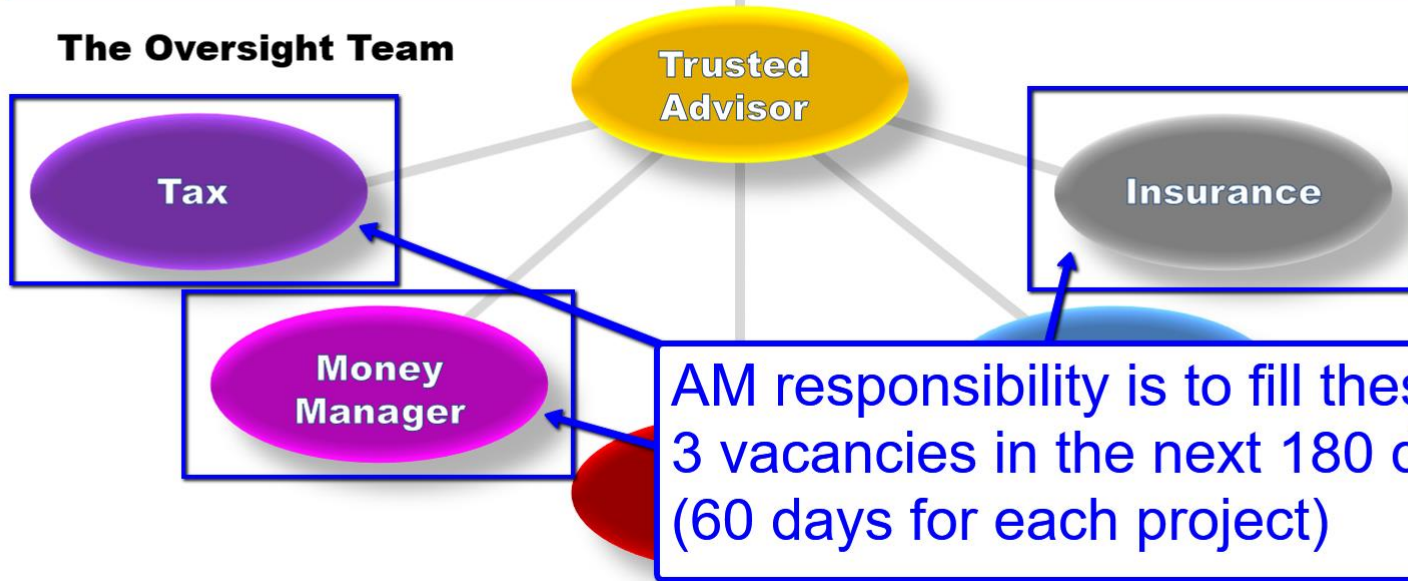 The Oversight Team
Trusted
Advisor
Tax
Insurance
Money
Manager
AM responsibility is to fill
3 vacancies in the next 180
(60 days for each project)